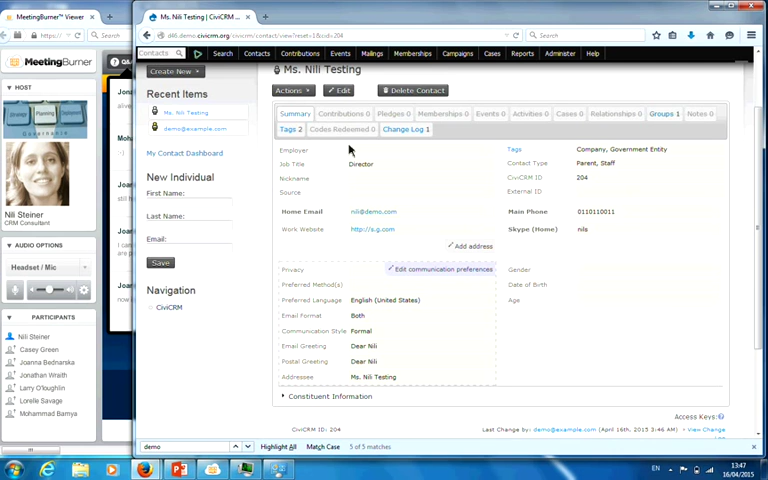 MeetingBurner™ Viewer
Ms. Nili Testing | CiviCRM
https://
Search
d46.demo.civicrm.org/civicrm/contact/view?reset=1&cid=204
Search
MeetingBurner
HOST
Strategy
Planning
Governance
Nili Steiner
CRM Consultant
AUDIO OPTIONS
Headset / Mic
PARTICIPANTS
Nili Steiner
Casey Green
Joanna Bednarska
Jonathan Wraith
Larry O'loughlin
Lorelle Savage
Mohammad Bamya
Contacts
Search Contacts Contributions Events Mailings Memberships Campaigns Cases Reports Administer Help
Create New
Recent Items
Ms. Nili Testing
demo@example.com
My Contact Dashboard
New Individual
First Name:
Last Name:
Email:
Save
Navigation
CiviCRM
Ms. Nili Testing
Actions Edit Delete Contact
Summary Contributions 0 Pledges 0 Memberships 0 Events 0 Activities 0 Cases 0 Relationships 0 Groups 1 Notes 0
Tags 2 Codes Redeemed 0 Change Log 1
Employer
Job Title Director
Nickname
Source
Tags Company, Government Entity
Contact Type Parent, Staff
CiviCRM ID 204
External ID
Home Email nili@demo.com
Work Website http://s.g.com
Main Phone 0110110011
Skype (Home) nils
Add address
Privacy Edit communication preferences
Preferred Method(s)
Preferred Language English (United States)
Email Format Both
Communication Style Formal
Email Greeting Dear Nili
Postal Greeting Dear Nili
Addressee Ms. Nili Testing
Gender
Date of Birth
Age
Constituent Information
Access Keys:
CiviCRM ID: 204 Last Change by: demo@example.com (April 16th, 2015 3:46 AM) View Change
demo Highlight All Match Case 5 of 5 matches
EN 13:47
16/04/2015